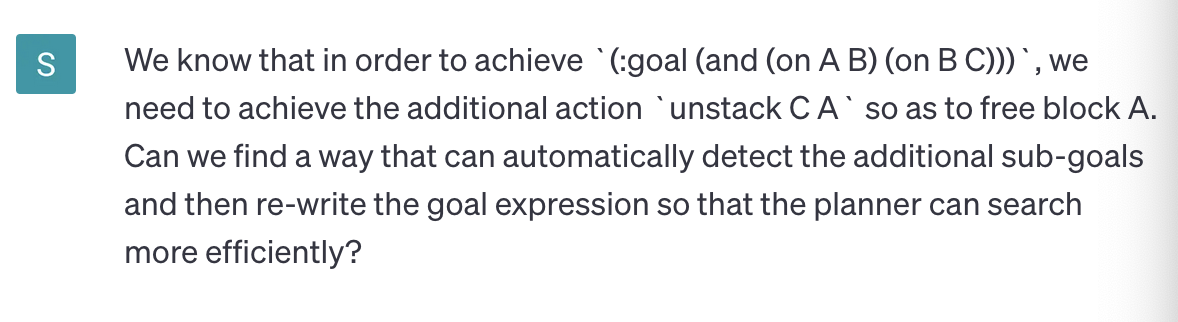 S
We know that in order to achieve `(:goal (and (on A B) (on B C)))`, we
need to achieve the additional action `unstack C A` so as to free block A.
Can we find a way that can automatically detect the additional sub-goals
and then re-write the goal expression so that the planner can search
more efficiently?